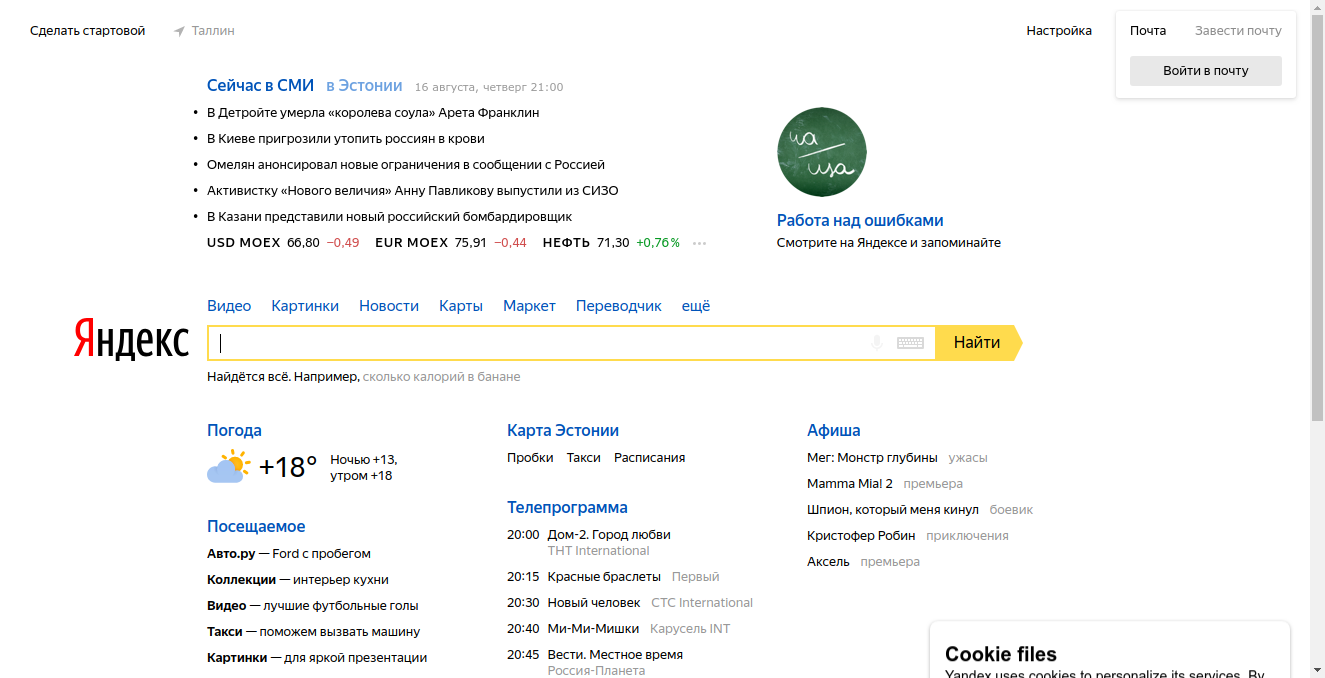 Сделать стартовой
Таллин
Настройка
Почта
Завести почту
Войти в почту
Сейчас в СМИ
в Эстонии
16 августа, четверг 21:00
• В Детройте умерла «королева соула» Арета Франклин
• В Киеве пригрозили утопить россиян в крови
• Омелян анонсировал новые ограничения в сообщении с Россией
• Активистку «Нового величия» Анну Павликову выпустили из СИЗО
• В Казани представили новый российский бомбардировщик
USD MOEX 66,80 −0,49 EUR MOEX 75,91 −0,44 НЕФТЬ 71,30 +0,76% ...
ua
usa
Работа над ошибками
Смотрите на Яндексе и запоминайте
Видео Картинки Новости Карты Маркет Переводчик ещё
Яндекс
Найти
Найдётся всё. Например, сколько калорий в банане
Погода
+18°
Ночью +13,
утром +18
Посещаемое
Авто.ру — Ford с пробегом
Коллекции — интерьер кухни
Видео — лучшие футбольные голы
Такси — поможем вызвать машину
Картинки — для яркой презентации
Карта Эстонии
Пробки Такси Расписания
Телепрограмма
20:00 Дом-2. Город любви
ТНТ International
20:15 Красные браслеты Первый
20:30 Новый человек СТС International
20:40 Ми-Ми-Мишки Карусель INT
20:45 Вести. Местное время
Россия-Планета
Афиша
Мег: Монстр глубины ужасы
Mamma Mia! 2 премьера
Шпион, который меня кинул боевик
Кристофер Робин приключения
Аксель премьера
Cookie files
Yandex uses cookies to personalize its services. By